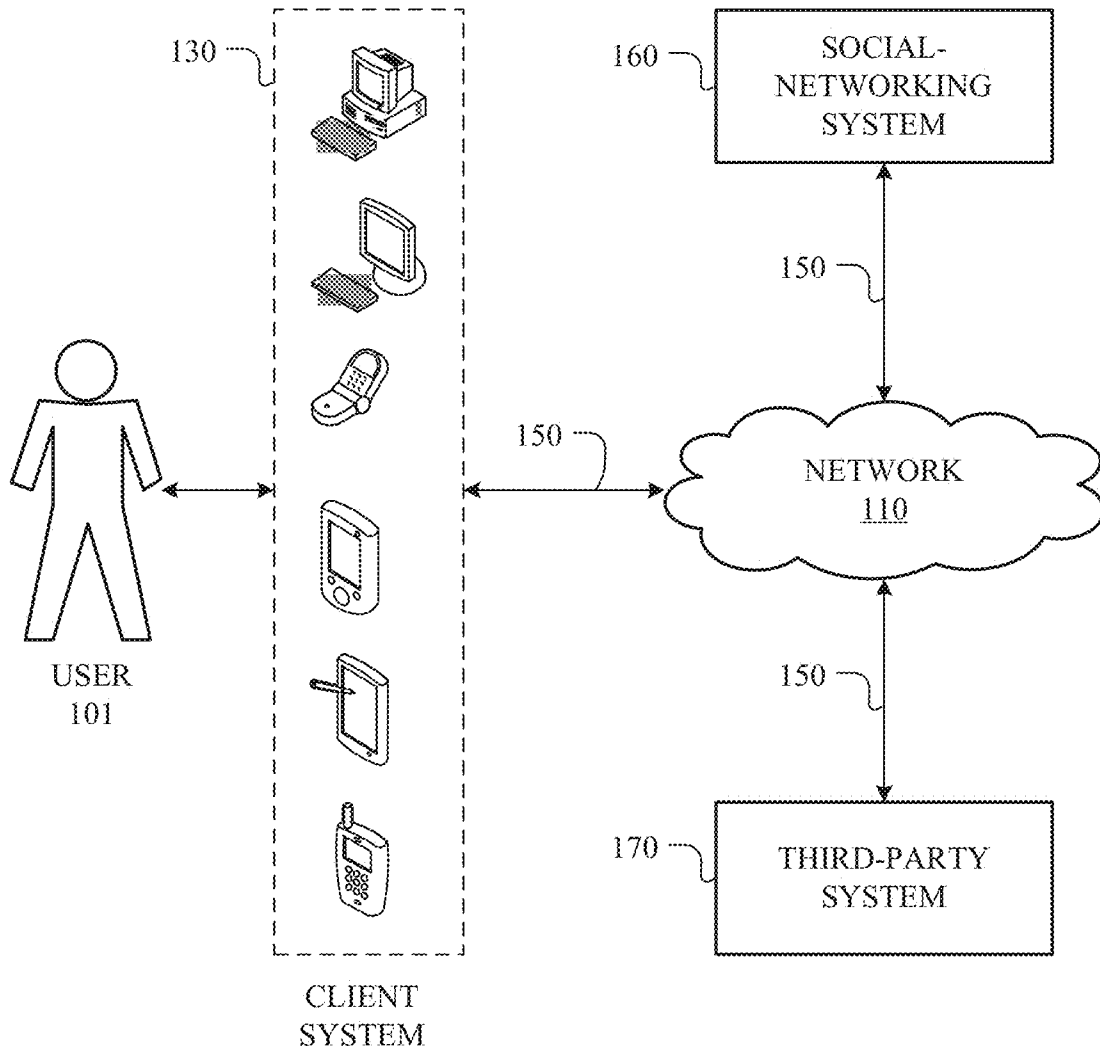 130
160
SOCIAL-
NETWORKING
SYSTEM
150
150
NETWORK
110
USER
101
150
170
THIRD-PARTY
SYSTEM
CLIENT
SYSTEM